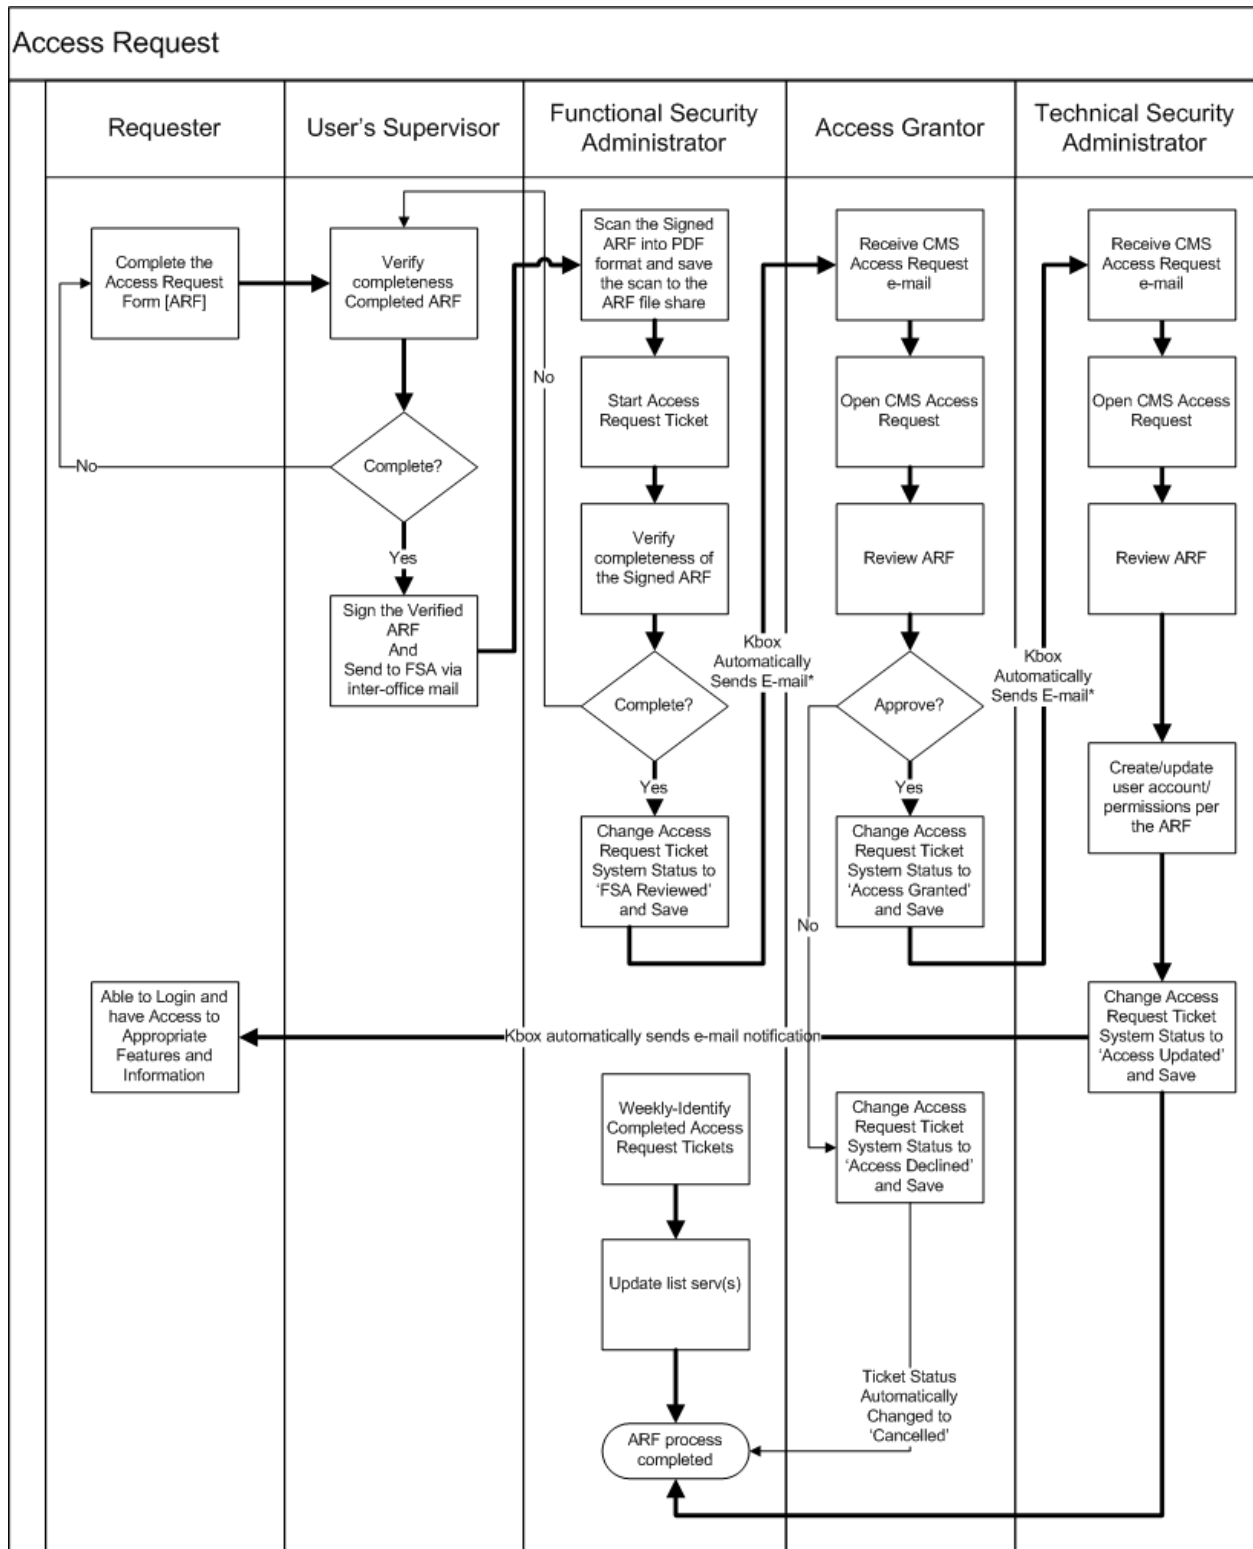 Access Request
Requester
User's Supervisor
Functional Security
Administrator
Access Grantor
Technical Security
Administrator
Complete the
Access Request
Form [ARF]
Verify
completeness
Completed ARF
Complete?
No
Yes
Sign the Verified
ARF
And
Send to FSA via
inter-office mail
Scan the Signed
ARF into PDF
format and save
the scan to the
ARF file share
No
Start Access
Request Ticket
Verify
completeness of
the Signed ARF
Complete?
Yes
Change Access
Request Ticket
System Status to
‘FSA Reviewed’
and Save
Kbox
Automatically
Sends E-mail*
Receive CMS
Access Request
e-mail
Open CMS Access
Request
Review ARF
Approve?
Yes
Change Access
Request Ticket
System Status to
‘Access Granted’
and Save
No
Kbox
Automatically
Sends E-mail*
Receive CMS
Access Request
e-mail
Open CMS Access
Request
Review ARF
Create/update
user account/
permissions per
the ARF
Change Access
Request Ticket
System Status to
‘Access Updated’
and Save
Kbox automatically sends e-mail notification
Able to Login and
have Access to
Appropriate
Features and
Information
Weekly-Identify
Completed Access
Request Tickets
Update list serv(s)
Change Access
Request Ticket
System Status to
‘Access Declined’
and Save
Ticket Status
Automatically
Changed to
‘Cancelled’
ARF process
completed